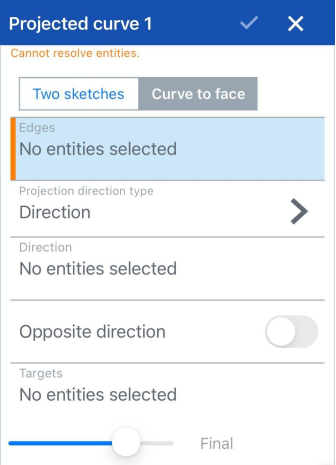 Projected curve 1
Cannot resolve entities.
Two sketches Curve to face
Edges
No entities selected
Projection direction type
Direction
Direction
No entities selected
Opposite direction
Targets
No entities selected
Final